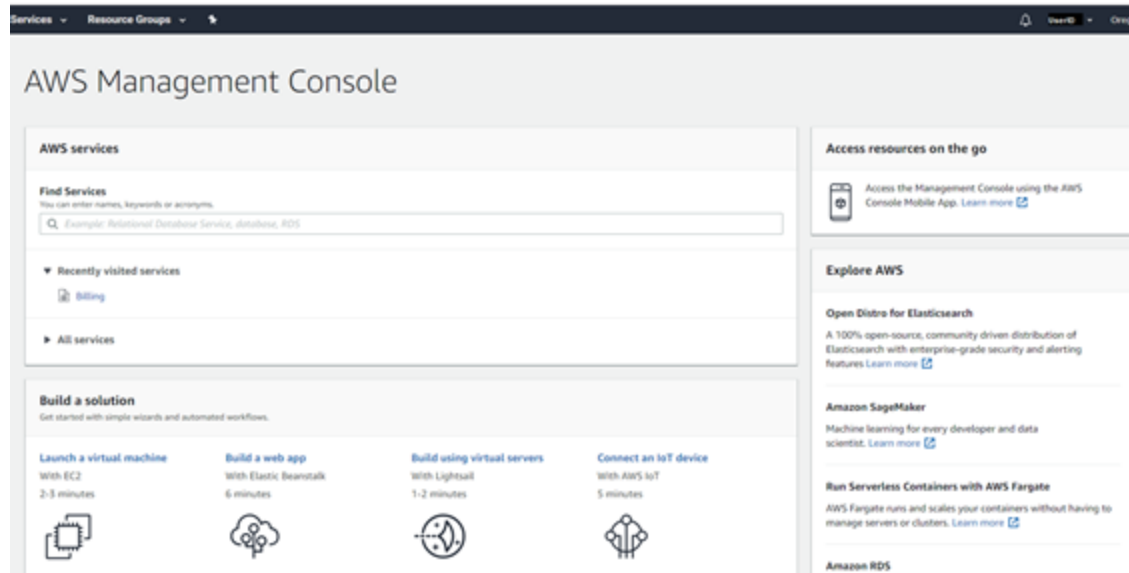 Services
Resource Groups
UserID
AWS Management Console
AWS services
Find Services
You can enter names, keywords or acronyms.
Example: Relational Database Service, database, RDS
Recently visited services
Billing
All services
Build a solution
Get started with simple wizards and automated workflows.
Launch a virtual machine
With EC2
2-3 minutes
Build a web app
With Elastic Beanstalk
6 minutes
Build using virtual servers
With Lightsail
1-2 minutes
Connect an IoT device
With AWS IoT
5 minutes
Access resources on the go
Access the Management Console using the AWS
Console Mobile App. Learn more
Explore AWS
Open Distro for Elasticsearch
A 100% open-source, community driven distribution of
Elasticsearch with enterprise-grade security and alerting
features Learn more
Amazon SageMaker
Machine learning for every developer and data
scientist. Learn more
Run Serverless Containers with AWS Fargate
AWS Fargate runs and scales your containers without having to
manage servers or clusters. Learn more
Amazon RDS